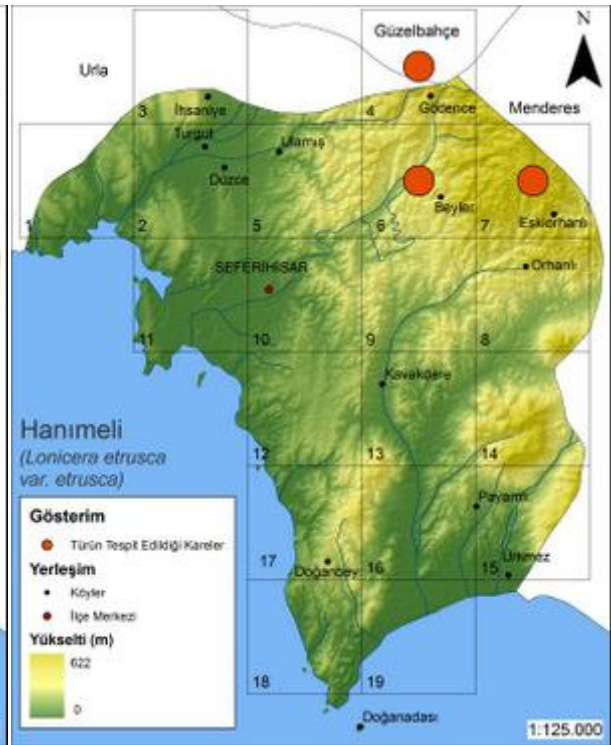 Güzelbahçe
N
Urla
3
4
İhsaniye
Gödence
Menderes
Turgut
Ulamış
Düzce
Beyler
1
2
5
6
7
Eskiorhanlı
SEFERİHİSAR
Orhanlı
11
10
9
8
Kavakdere
Hanımeli
(Lonicera etrusca
var. etrusca)
12
13
14
Payamlı
Gösterim
Türün Tespit Edildiği Kareler
Yerleşim
Köyler
İlçe Merkezi
Yükselti (m)
622
0
17
Doğanbey
16
15
Ürkmez
18
19
Doğanadası
1:125.000